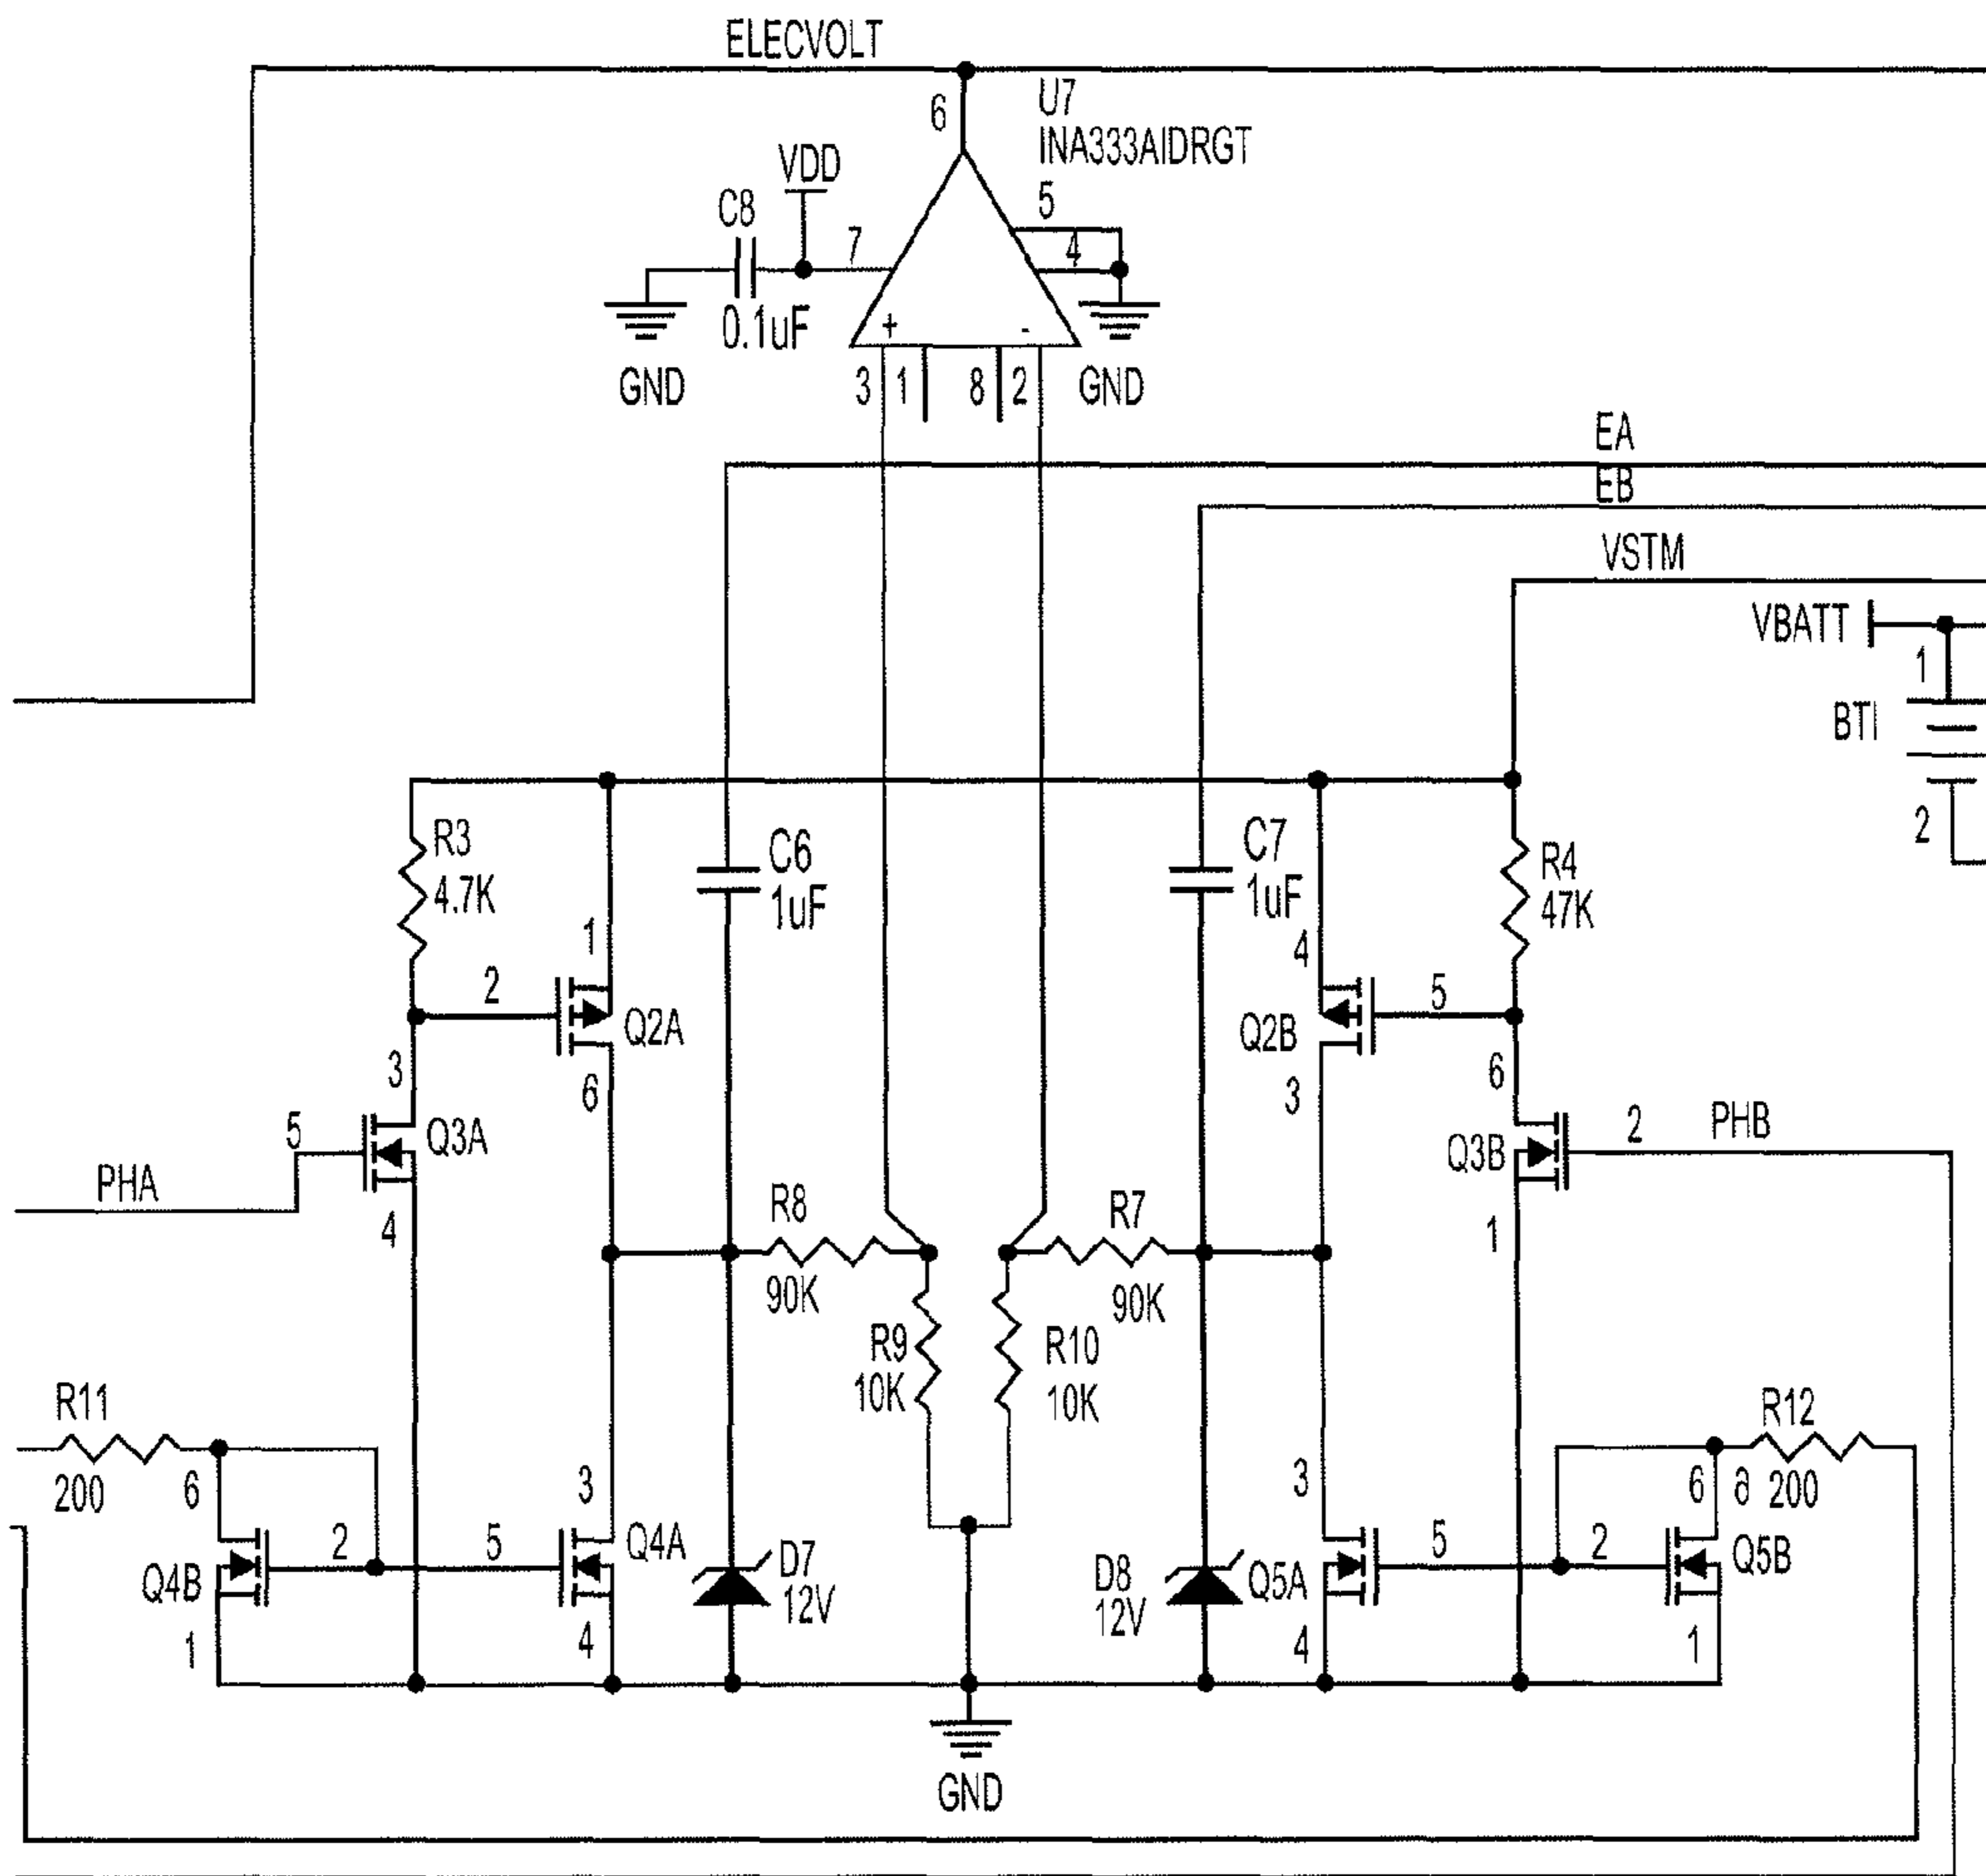 ELECVOLT
6
U7
INA333AIDRGT
VDD
C8
5
7
4
0.1uF
+
-
GND
3
1
8
2
GND
EA
EB
VSTM
VBATT
1
BTI
2
R3
4.7K
C6
1uF
C7
1uF
R4
47K
1
4
2
5
Q2A
Q2B
3
6
3
6
5
Q3A
Q3B
2
PHB
PHA
4
R8
R7
1
90K
90K
R9
10K
R10
10K
R11
200
R12
200
6
3
3
6
∂
2
5
Q4A
5
2
Q5B
Q4B
D7
12V
D8
12V
Q5A
1
4
4
1
GND